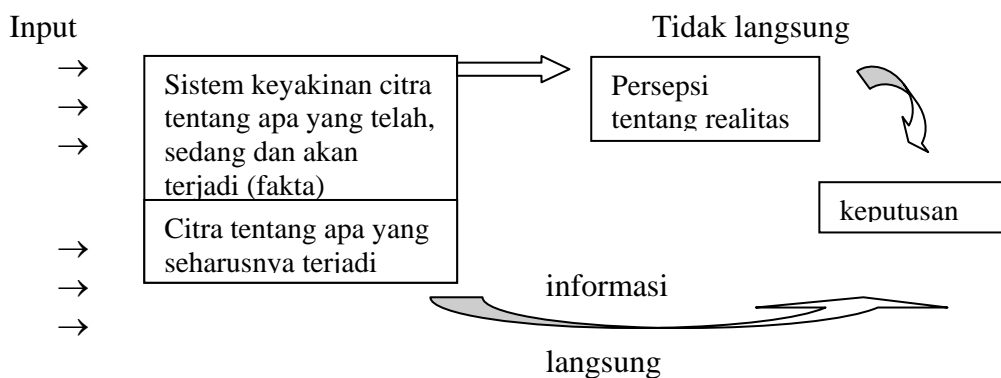 Input
Tidak langsung
→
→
→
Sistem keyakinan citra
tentang apa yang telah,
sedang dan akan
terjadi (fakta)
Persepsi
tentang realitas
keputusan
Citra tentang apa yang
seharusnya terjadi
→
→
→
informasi
langsung